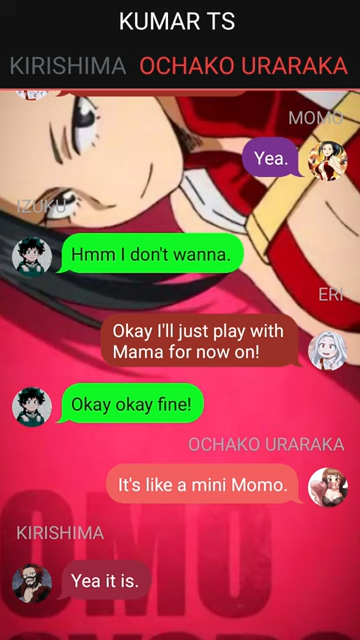 KUMAR TS
KIRISHIMA OCHAKO URARAKA
MOMO
Yea.
IZUKU
Hmm I don't wanna.
ERI
Okay I'll just play with
Mama for now on!
Okay okay fine!
OCHAKO URARAKA
It's like a mini Momo.
KIRISHIMA
Yea it is.
OMO